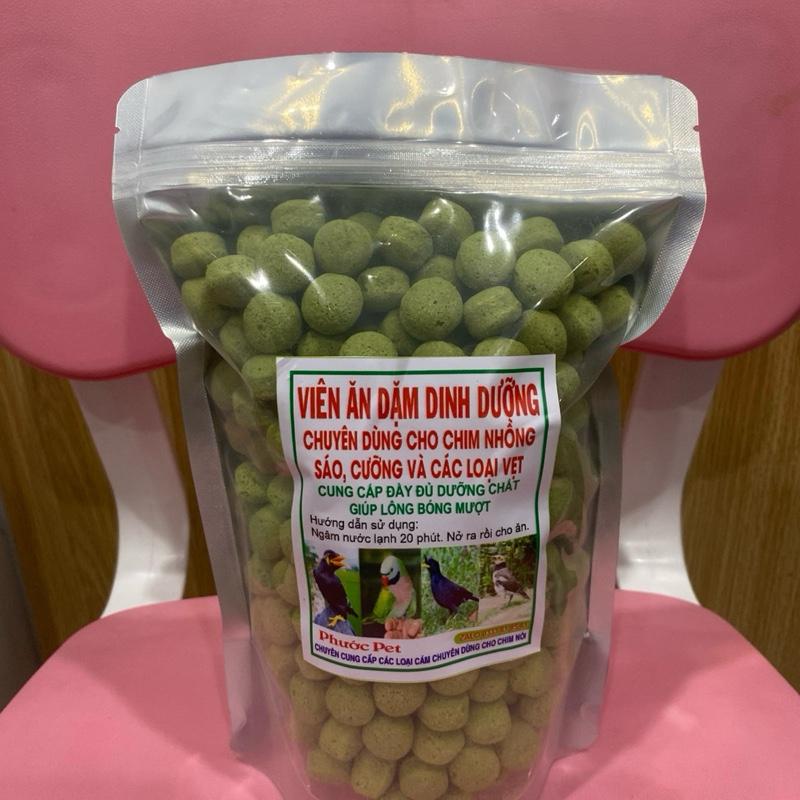 VIÊN ĂN DẶM DINH DƯỠNG
CHUYÊN DÙNG CHO CHIM NHỒNG
SÁO, CƯỠNG VÀ CÁC LOẠI VẸT
CUNG CẤP ĐẦY ĐỦ DƯỠNG CHẤT
GIÚP LÔNG BÓNG MƯỢT
Hướng dẫn sử dụng:
Ngâm nước lạnh 20 phút. Nở ra rồi cho ăn.
Phước Pet
CHUYÊN CUNG CẤP CÁC LOẠI CÁM CHUYÊN DÙNG CHO CHIM NÓI